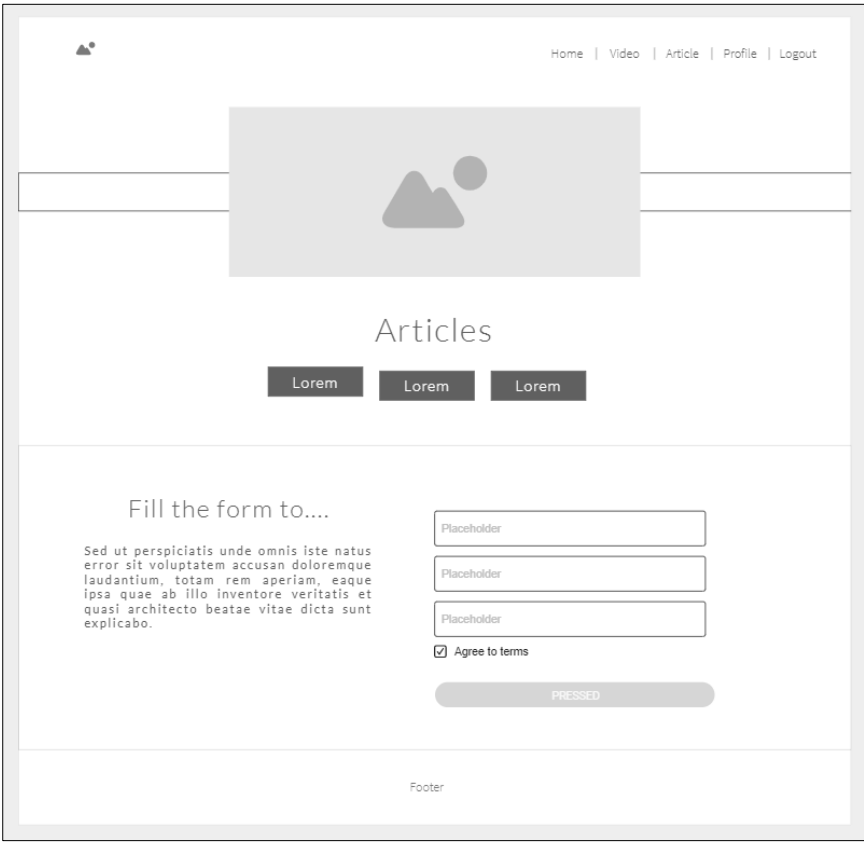 Home | Video | Article | Profile | Logout
Articles
Lorem Lorem Lorem
Fill the form to....
Sed ut perspiciatis unde omnis iste natus
error sit voluptatem accusan doloremque
laudantium, totam rem aperiam, eaque
ipsa quae ab illo inventore veritatis et
quasi architecto beatae vitae dicta sunt
explicabo.
Placeholder
Placeholder
Placeholder
Agree to terms
PRESSED
Footer